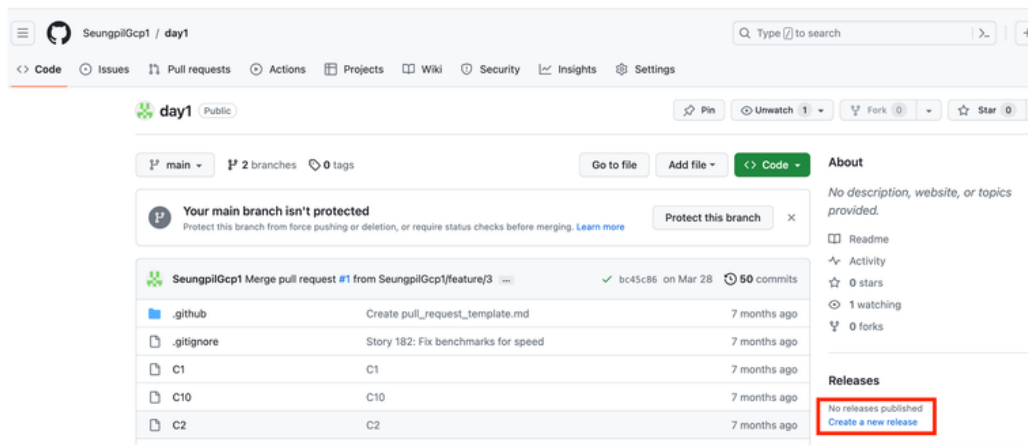 SeungpilGcp1 / day1
Type / to search
Code Issues Pull requests Actions Projects Wiki Security Insights Settings
day1 Public
Pin Unwatch 1 Fork 0 Star 0
main 2 branches 0 tags Go to file Add file Code
Your main branch isn't protected
Protect this branch from force pushing or deletion, or require status checks before merging. Learn more
Protect this branch
SeungpilGcp1 Merge pull request #1 from SeungpilGcp1/feature/3 ... bc45c86 on Mar 28 50 commits
.github Create pull_request_template.md 7 months ago
.gitignore Story 182: Fix benchmarks for speed 7 months ago
C1 C1 7 months ago
C10 C10 7 months ago
C2 C2 7 months ago
About
No description, website, or topics
provided.
Readme
Activity
0 stars
1 watching
0 forks
Releases
No releases published
Create a new release